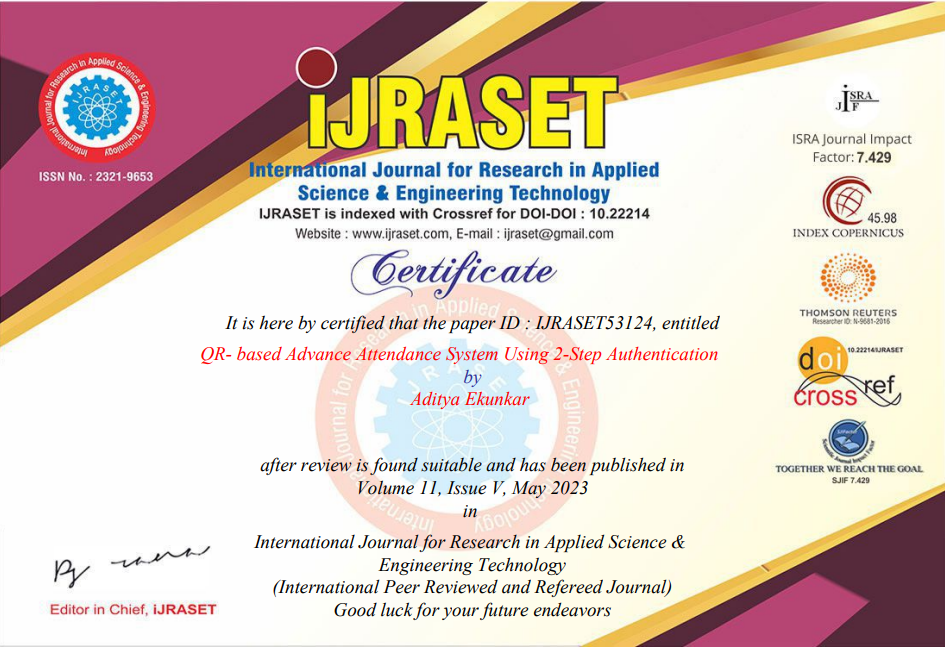 International Journal for Research in Applied Science & Engineering Technology
IJRASET
ISSN No. : 2321-9653
iJRASET
International Journal for Research in Applied
Science & Engineering Technology
IJRASET is indexed with Crossref for DOI-DOI : 10.22214
Website : www.ijraset.com, E-mail : ijraset@gmail.com
Certificate
It is here by certified that the paper ID : IJRASET53124, entitled
QR- based Advance Attendance System Using 2-Step Authentication
by
Aditya Ekunkar
after review is found suitable and has been published in
Volume 11, Issue V, May 2023
in
International Journal for Research in Applied Science &
Engineering Technology
(International Peer Reviewed and Refereed Journal)
Good luck for your future endeavors
Editor in Chief, iJRASET
ISRA
JIF
ISRA Journal Impact
Factor: 7.429
45.98
INDEX COPERNICUS
THOMSON REUTERS
Researcher ID: N-9681-2016
doi
10.22214/IJRASET
cross ref
Scientific Journal Impact Factor
TOGETHER WE REACH THE GOAL
SJIF 7.429